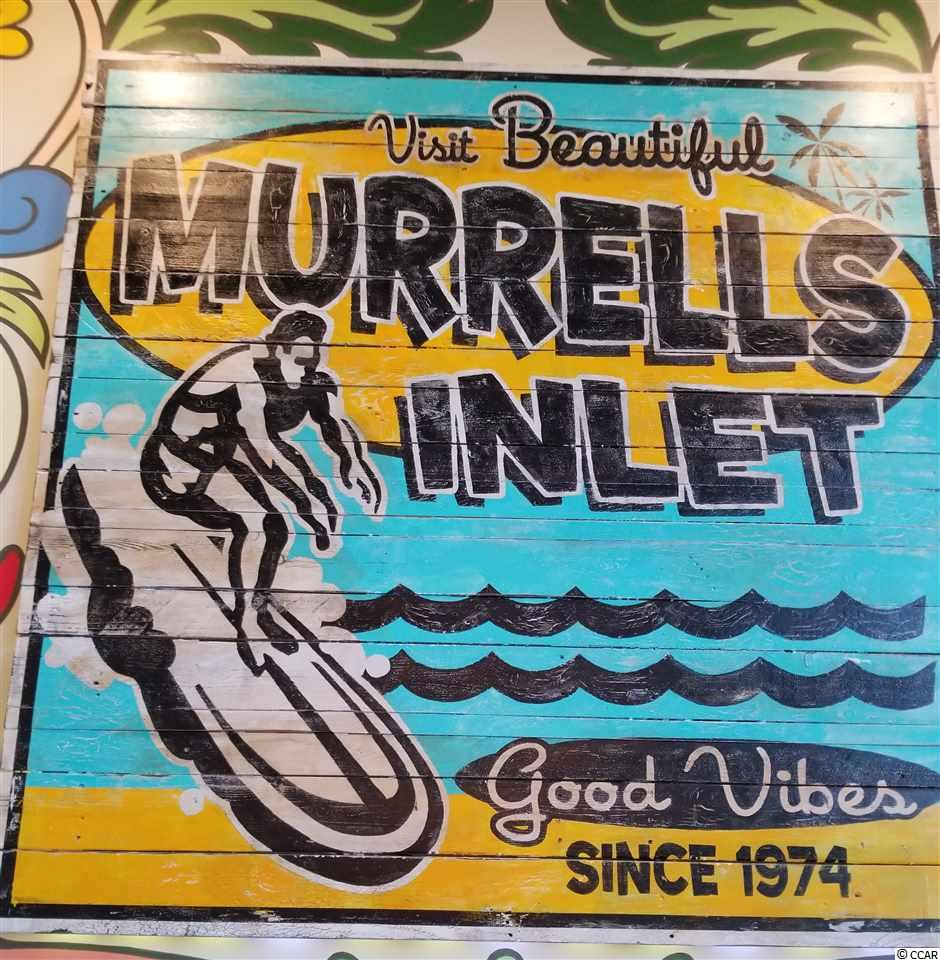 Visit Beautiful
MURRELLS
INLET
Good Vibes
SINCE 1974
© CCAR